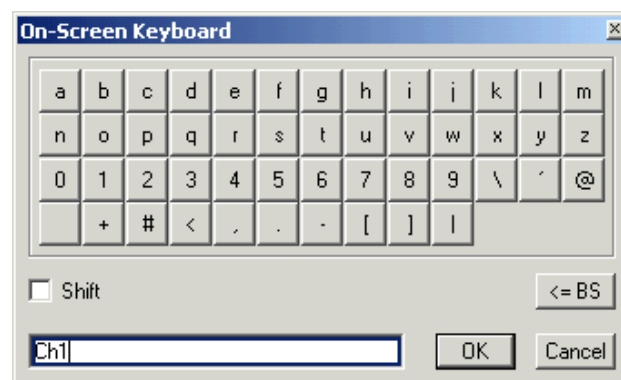 On-Screen Keyboard
a b c d e f g h i j k l m
n o p q r s t u v w x y z
0 1 2 3 4 5 6 7 8 9 \ ´ @
+ # < , . - [ ] |
Shift <= BS
Ch1 OK Cancel